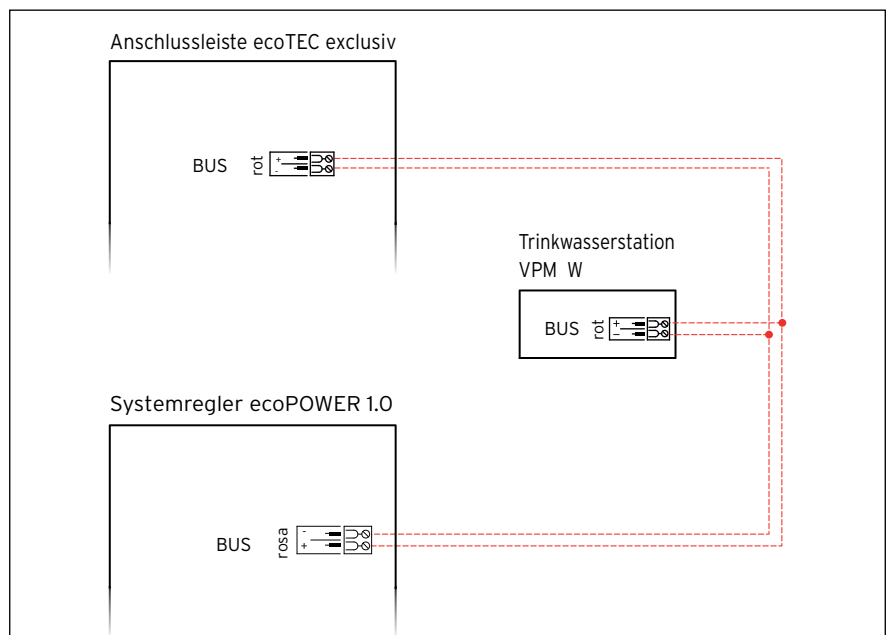 Anschlussleiste ecoTEC exclusiv
BUS
rot
+
-
Trinkwasserstation
VPM W
BUS
rot
+
−
Systemregler ecoPOWER 1.0
BUS
rosa
-
+